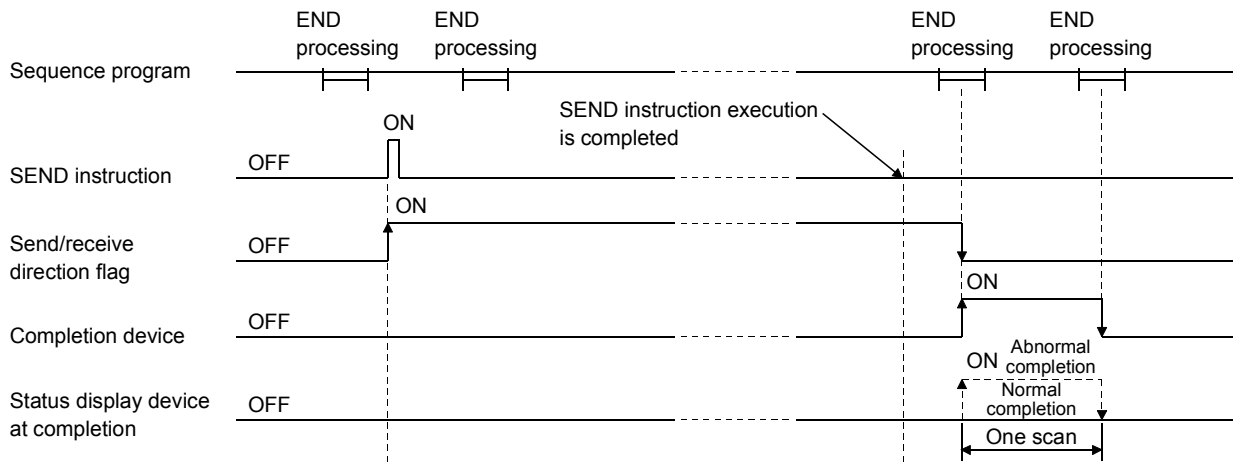 END
processing
END
processing
END
processing
END
processing
Sequence program
SEND instruction execution
is completed
ON
OFF
SEND instruction
ON
OFF
Send/receive
direction flag
ON
OFF
Completion device
ON
Abnormal
completion
OFF
Normal
completion
Status display device
at completion
One scan